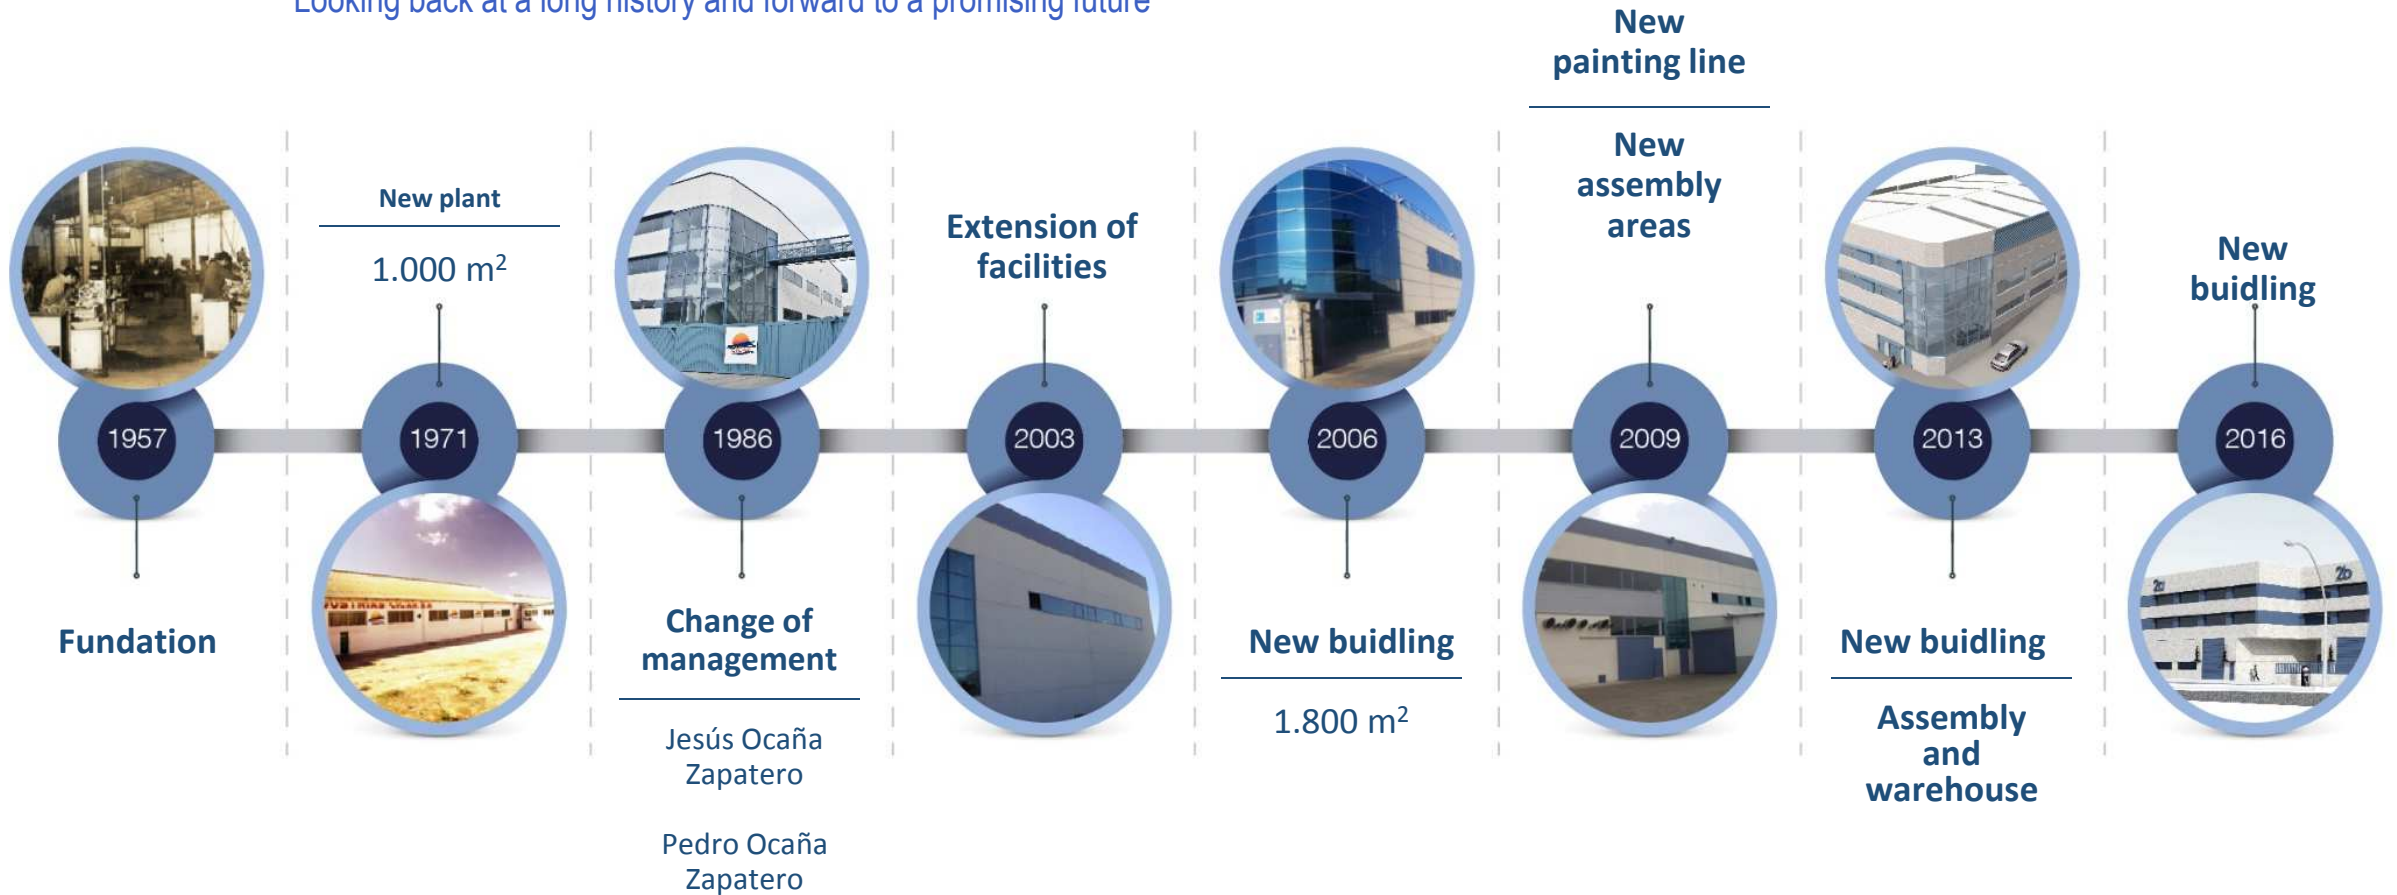 Looking back at a long history and forward to a promising future
1957
Fundation
New plant
1.000 m²
1971
1986
Change of
management
Jesús Ocaña
Zapatero
Pedro Ocaña
Zapatero
Extension of
facilities
2003
2006
New buidling
1.800 m²
New
painting line
New
assembly
areas
2009
2013
New buidling
Assembly
and
warehouse
New
buidling
2016